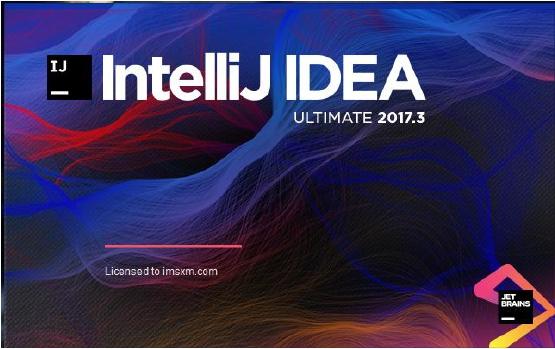 IJ
IntelliJ IDEA
ULTIMATE 2017.3
Licensed to imsxm.com
JET
BRAINS